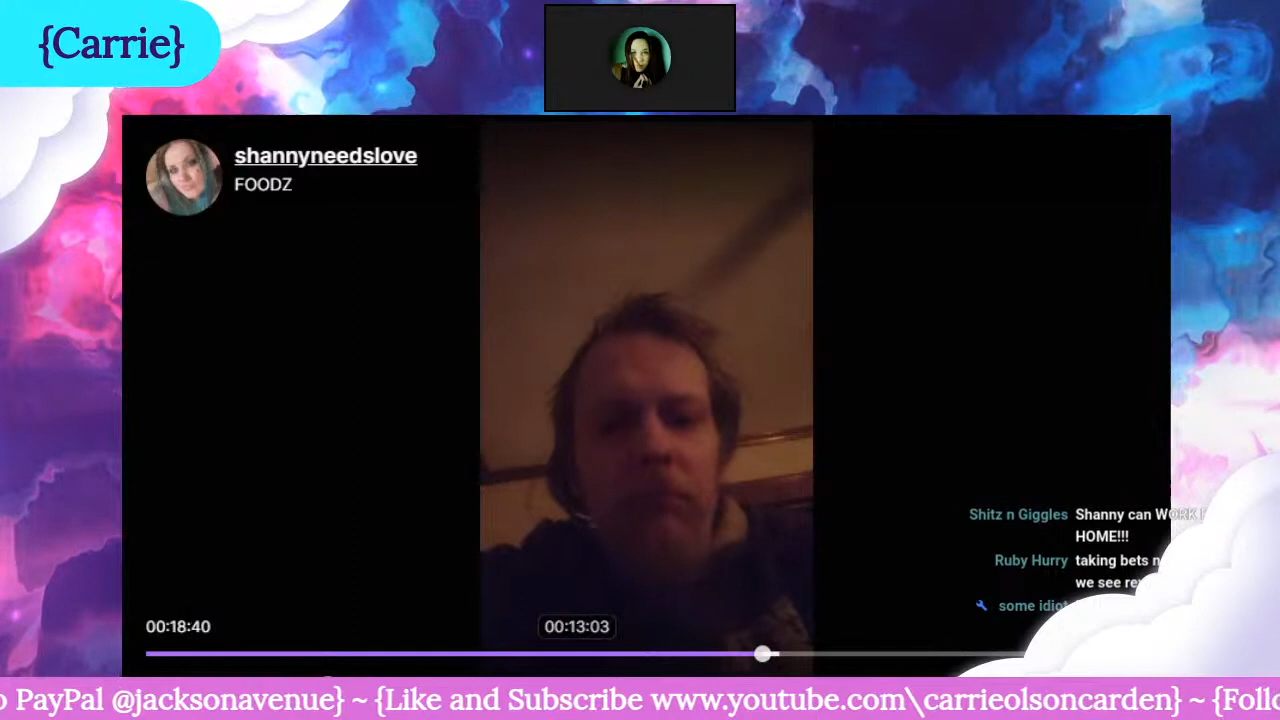 {Carrie}
shannyneedslove
FOODZ
Shitz n Giggles Shanny can WORK
HOME!!!
Ruby Hurry taking bets
we see
some idiot
00:18:40
00:13:03
PayPal @jacksonavenue} ~ {Like and Subscribe www.youtube.com\carrieolsoncarden} ~ {Follo